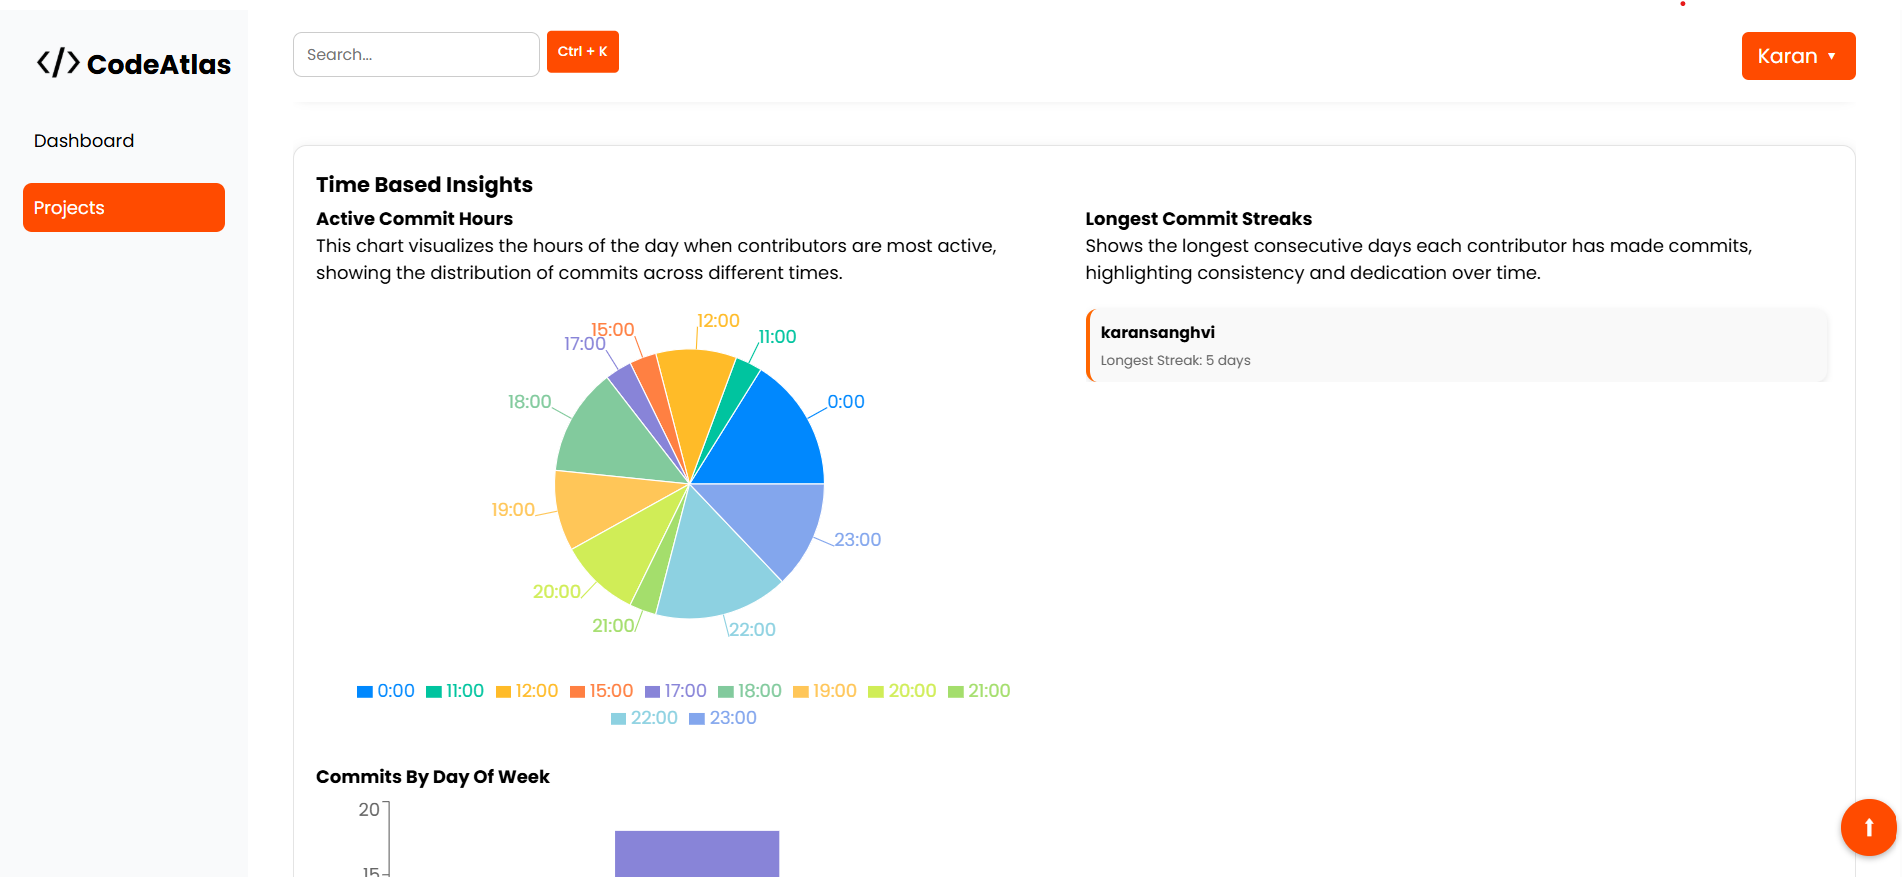 </> CodeAtlas
Search...
Ctrl + K
Karan ▼
Dashboard
Projects
Time Based Insights
Active Commit Hours
This chart visualizes the hours of the day when contributors are most active,
showing the distribution of commits across different times.
Longest Commit Streaks
Shows the longest consecutive days each contributor has made commits,
highlighting consistency and dedication over time.
karansanghvi
Longest Streak: 5 days
12:00
15:00
11:00
17:00
18:00
0:00
19:00
23:00
20:00
21:00
22:00
0:00 11:00 12:00 15:00 17:00 18:00 19:00 20:00 21:00
22:00 23:00
Commits By Day Of Week
20
15